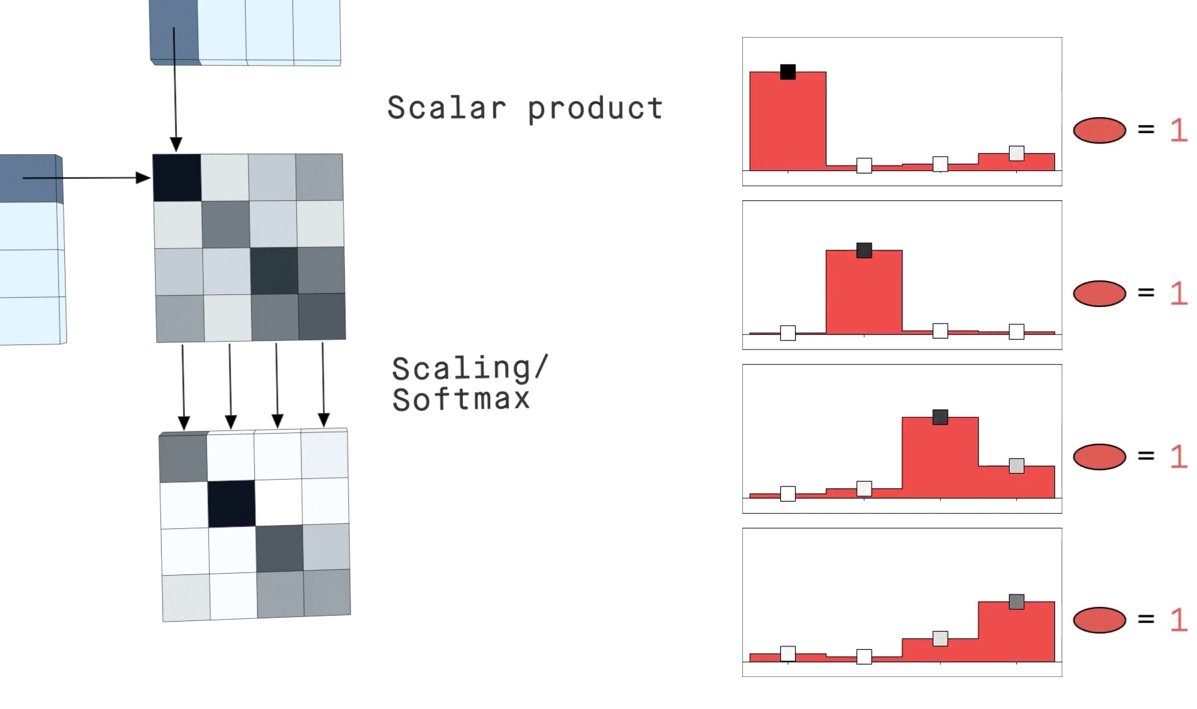 Scalar product
= 1
= 1
Scaling/
Softmax
= 1
= 1